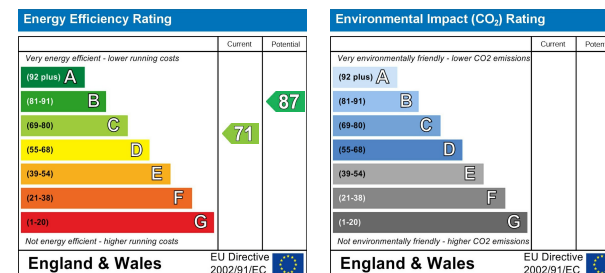 Energy Efficiency Rating
Current Potential
Very energy efficient - lower running costs
(92 plus) A
(81-91) B
87
(69-80) C
71
(55-68) D
(39-54) E
(21-38) F
(1-20) G
Not energy efficient - higher running costs
England & Wales
EU Directive
2002/91/EC
Environmental Impact (CO2) Rating
Current Poten
Very environmentally friendly - lower CO2 emissions
(92 plus) A
(81-91) B
(69-80) C
(55-68) D
(39-54) E
(21-38) F
(1-20) G
Not environmentally friendly - higher CO2 emissions
England & Wales
EU Directive
2002/91/EC